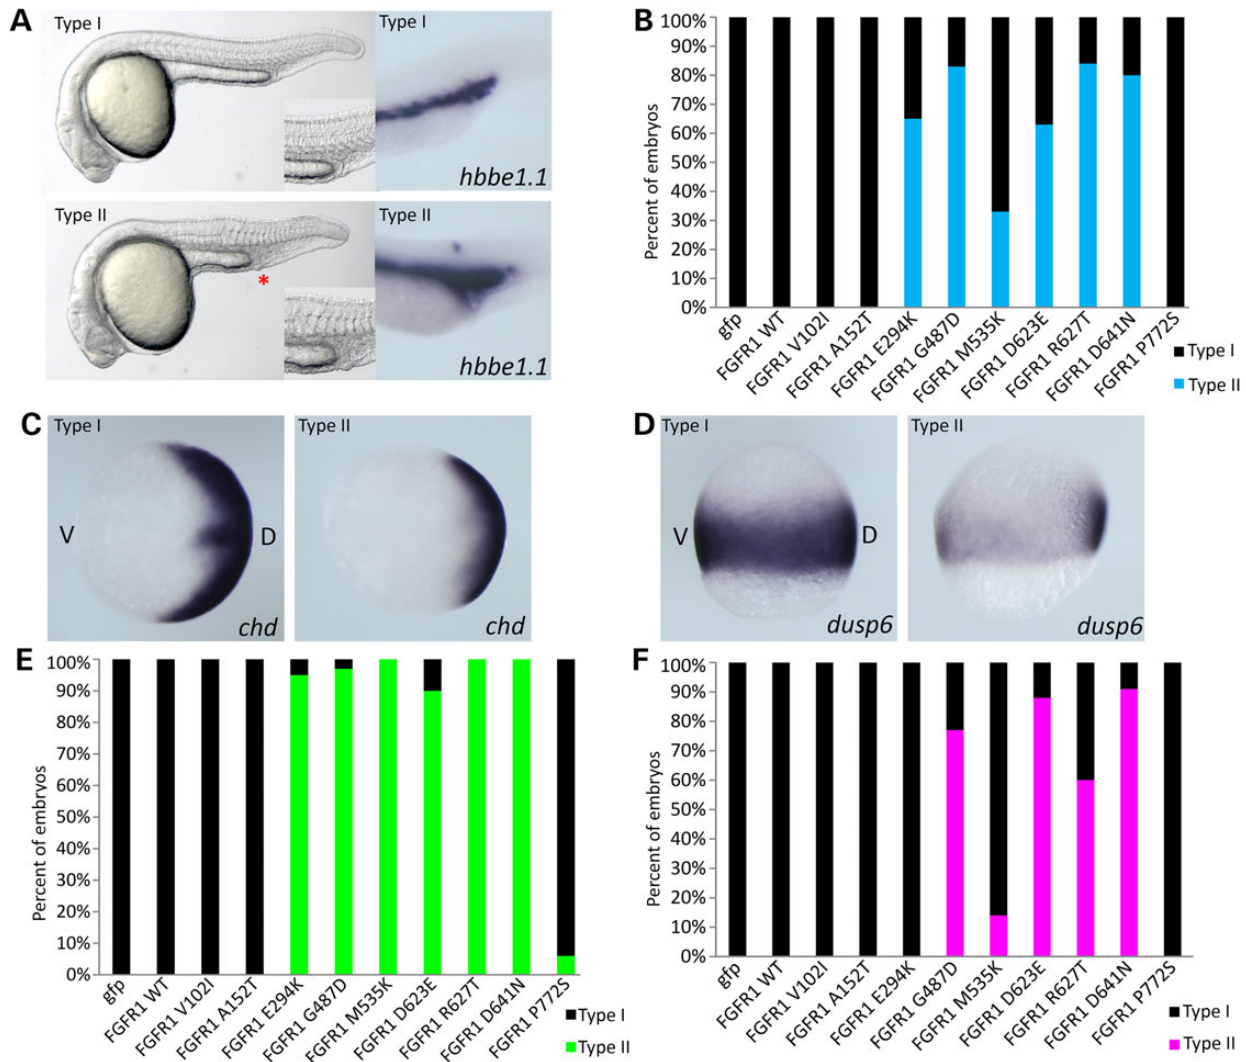 A
Type I
Type I
hbbe1.1
Type II
Type II
*
hbbe1.1
B
100%
90%
80%
70%
60%
50%
40%
30%
20%
10%
0%
Percent of embryos
gfp
FGFR1 WT
FGFR1 V102I
FGFR1 A152T
FGFR1 E294K
FGFR1 G487D
FGFR1 M535K
FGFR1 D623E
FGFR1 R627T
FGFR1 D641N
FGFR1 P772S
Type I
Type II
C
Type I
V
D
chd
Type II
chd
D
Type I
V
D
dusp6
Type II
dusp6
E
100%
90%
80%
70%
60%
50%
40%
30%
20%
10%
0%
Percent of embryos
gfp
FGFR1 WT
FGFR1 V102I
FGFR1 A152T
FGFR1 E294K
FGFR1 G487D
FGFR1 M535K
FGFR1 D623E
FGFR1 R627T
FGFR1 D641N
FGFR1 P772S
Type I
Type II
F
100%
90%
80%
70%
60%
50%
40%
30%
20%
10%
0%
Percent of embryos
gfp
FGFR1 WT
FGFR1 V102I
FGFR1 A152T
FGFR1 E294K
FGFR1 G487D
FGFR1 M535K
FGFR1 D623E
FGFR1 R627T
FGFR1 D641N
FGFR1 P772S
Type I
Type II